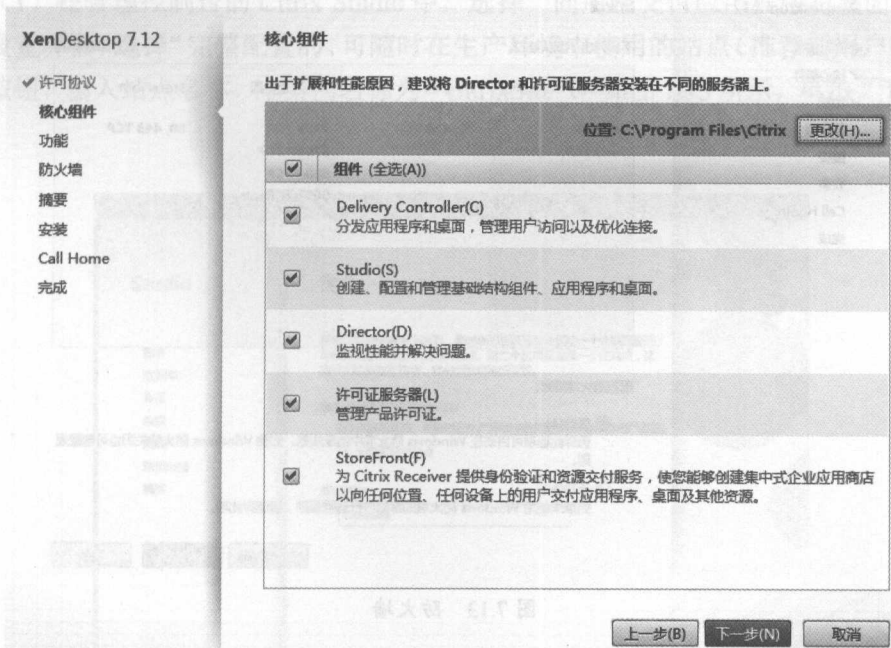 XenDesktop 7.12
✓ 许可协议
核心组件
功能
防火墙
摘要
安装
Call Home
完成
核心组件
出于扩展和性能原因，建议将 Director 和许可证服务器安装在不同的服务器上。
位置: C:\Program Files\Citrix
更改(H)...
组件 (全选(A))
Delivery Controller(C)
分发应用程序和桌面，管理用户访问以及优化连接。
Studio(S)
创建、配置和管理基础结构组件、应用程序和桌面。
Director(D)
监视性能并解决问题。
许可证服务器(L)
管理产品许可证。
StoreFront(F)
为 Citrix Receiver 提供身份验证和资源交付服务，使您能够创建集中式企业应用商店
以向任何位置、任何设备上的用户交付应用程序、桌面及其他资源。
图 7.13 防火墙
上一步(B)
下一步(N)
取消